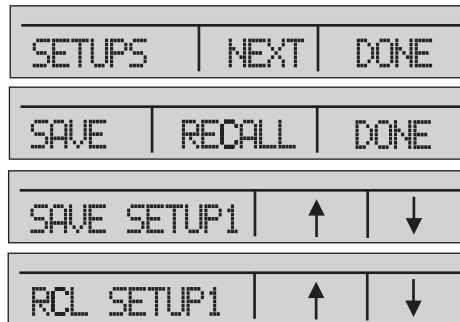 SETUPS NEXT DONE
SAVE RECALL DONE
SAVE SETUP1 ↑ ↓
RCL SETUP1 ↑ ↓